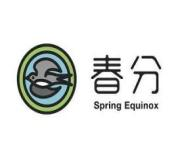 春分
Spring Equinox